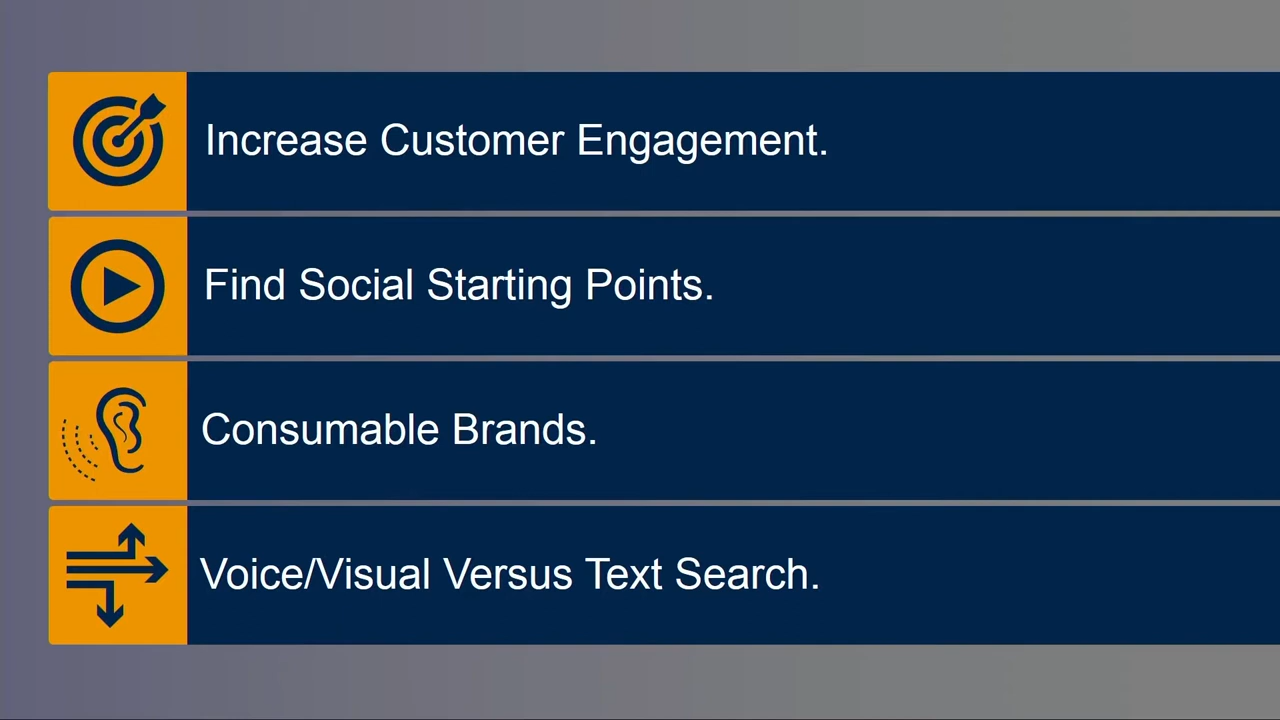 Increase Customer Engagement.
Find Social Starting Points.
Consumable Brands.
Voice/Visual Versus Text Search.